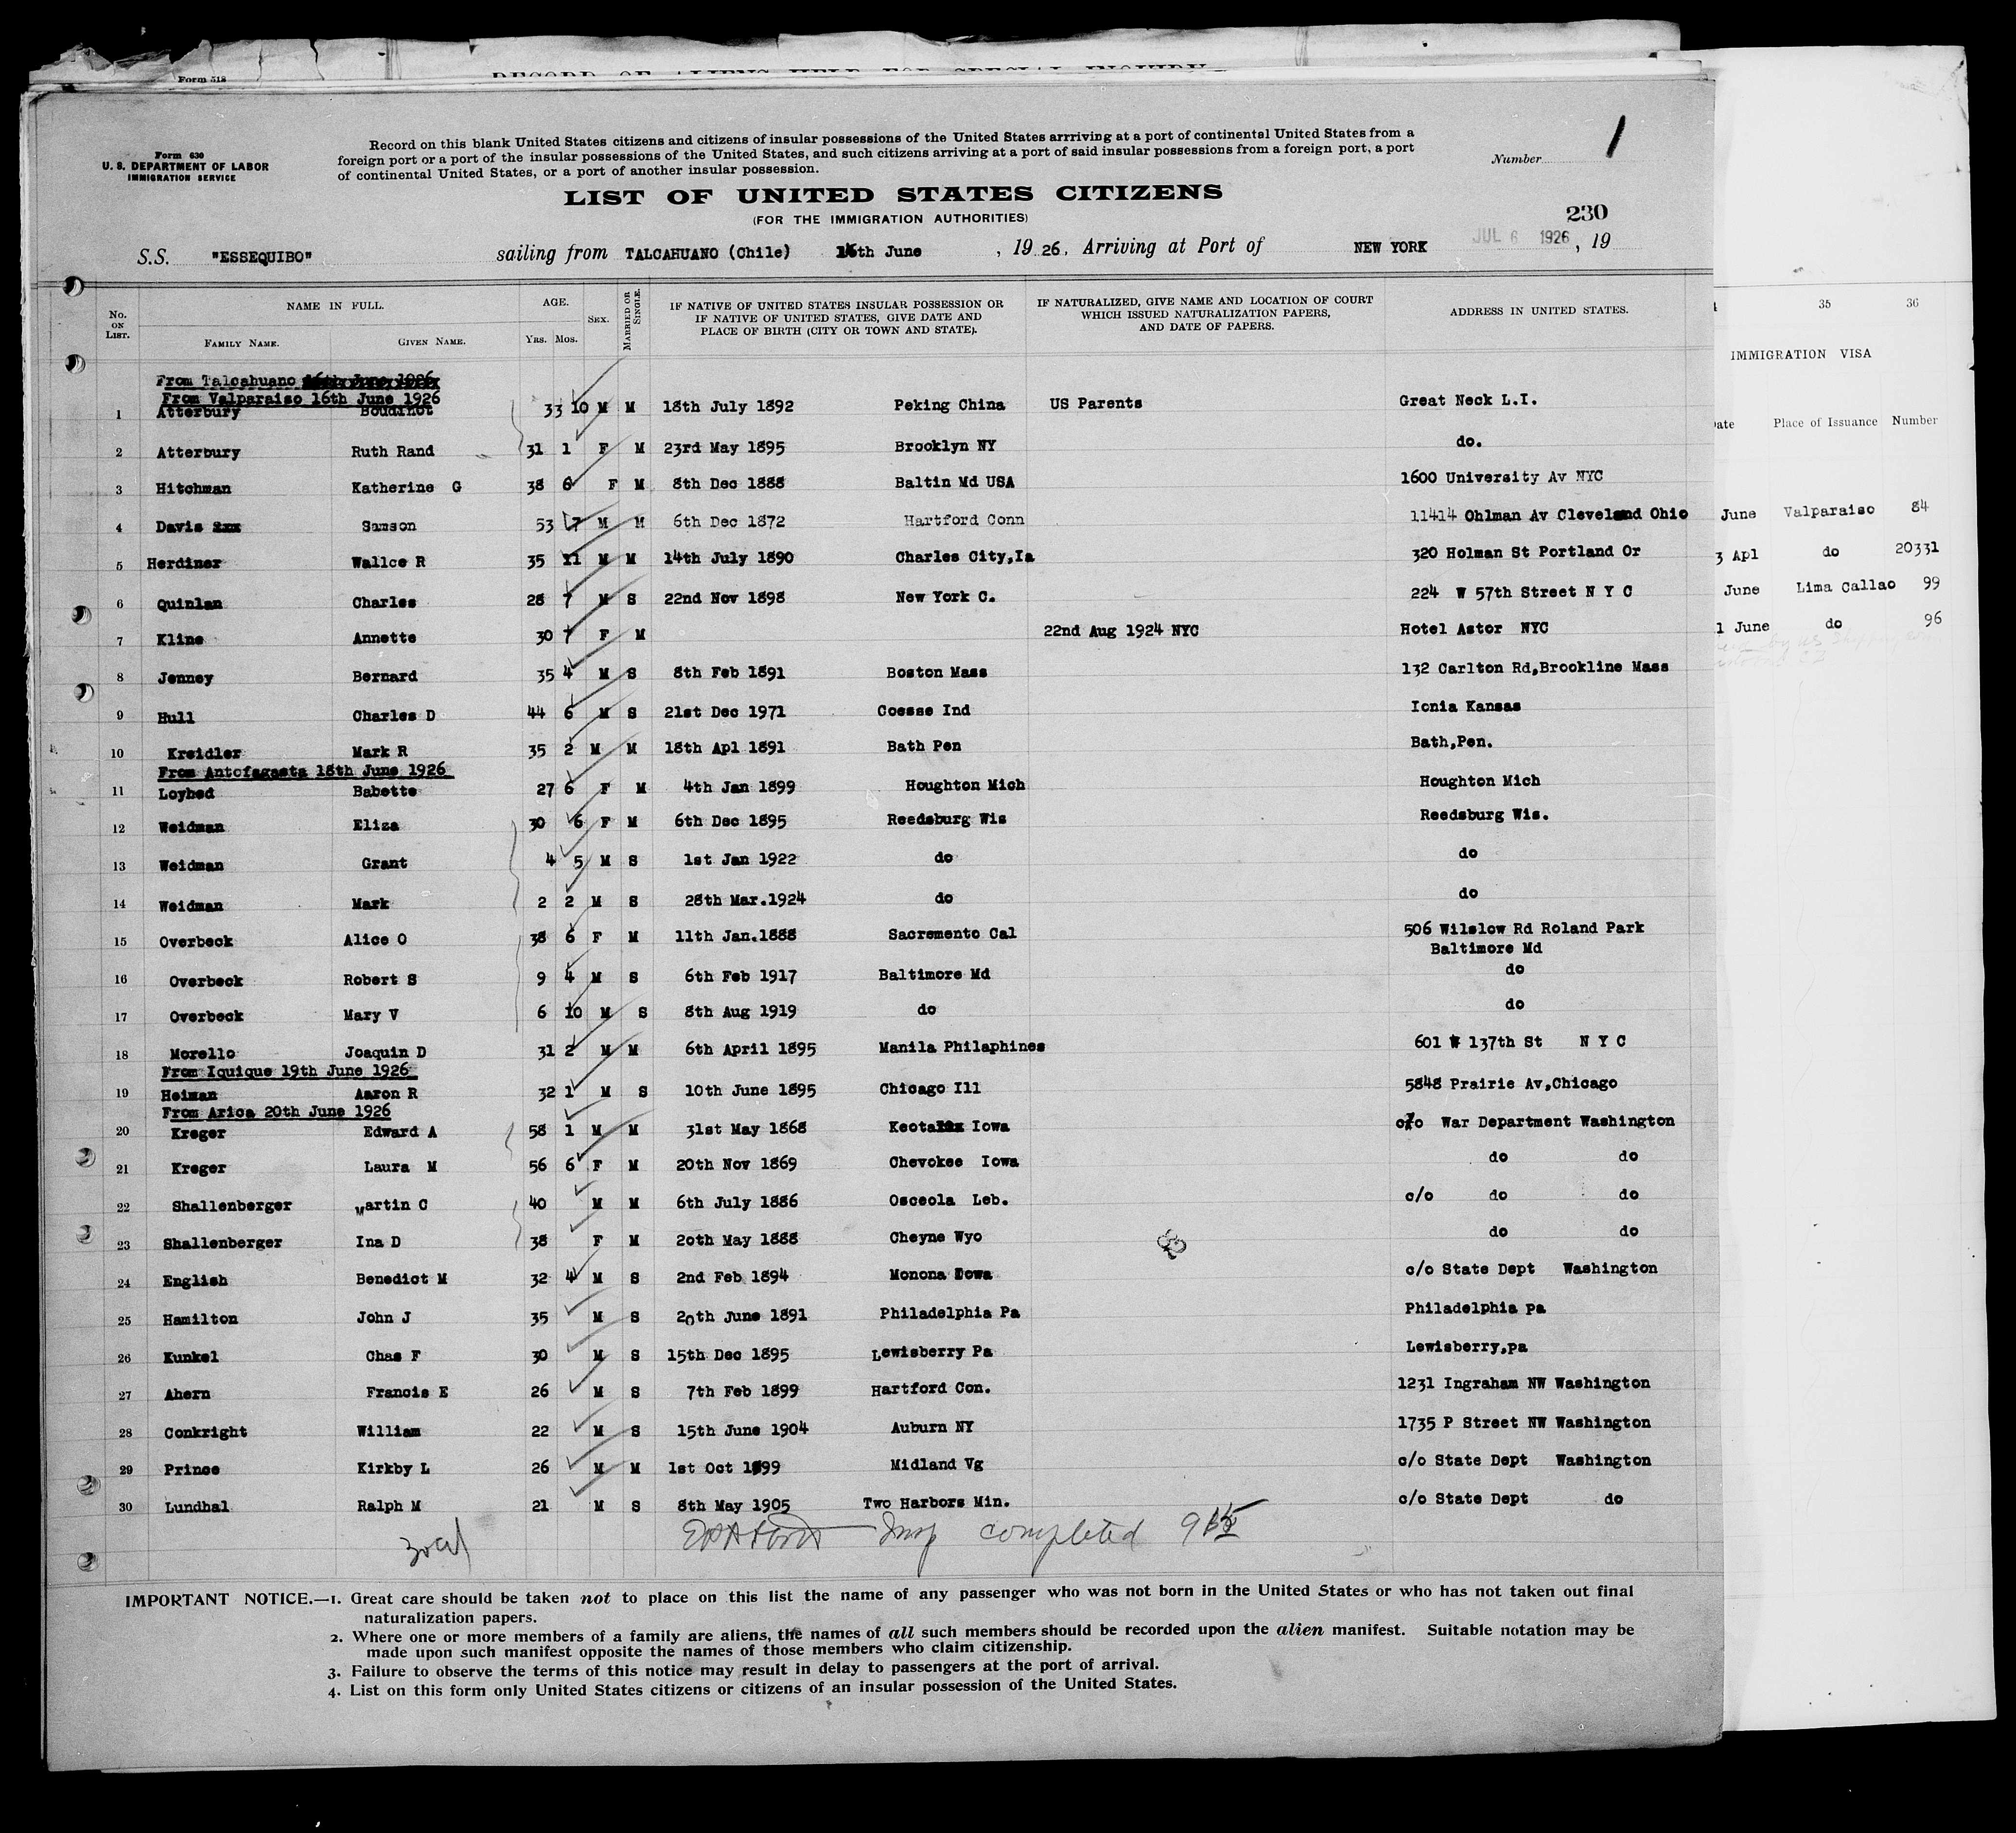 Form 518
RECORD OF ALIENS HELD FOR SPECIAL INQUIRY
Form 630
U. S. DEPARTMENT OF LABOR
IMMIGRATION SERVICE
Record on this blank United States citizens and citizens of insular possessions of the United States arrriving at a port of continental United States from a
foreign port or a port of the insular possessions of the United States, and such citizens arriving at a port of said insular possessions from a foreign port, a port
of continental United States, or a port of another insular possession.
Number 1
LIST OF UNITED STATES CITIZENS
(FOR THE IMMIGRATION AUTHORITIES)
230
S.S. "ESSEQUIBO" sailing from TALCAHUANO (Chile) 16th June , 19 26. Arriving at Port of NEW YORK JUL 6 1926 , 19
No. ON LIST. NAME IN FULL. FAMILY NAME. GIVEN NAME. AGE. YRS. MOS. SEX. MARRIED OR SINGLE. IF NATIVE OF UNITED STATES INSULAR POSSESSION OR IF NATIVE OF UNITED STATES, GIVE DATE AND PLACE OF BIRTH (CITY OR TOWN AND STATE). IF NATURALIZED, GIVE NAME AND LOCATION OF COURT WHICH ISSUED NATURALIZATION PAPERS, AND DATE OF PAPERS. ADDRESS IN UNITED STATES.
From Talcahuano 16th June 1926
From Valparaiso 16th June 1926
1 Atterbury Boudinot 33 10 M M 18th July 1892 Peking China US Parents Great Neck L.I.
2 Atterbury Ruth Rand 31 1 F M 23rd May 1895 Brooklyn NY do.
3 Hitchman Katherine G 38 6 F M 8th Dec 1888 Baltin Md USA 1600 University Av NYC
4 Davis Samson 53 7 M M 6th Dec 1872 Hartford Conn 11414 Ohlman Av Cleveland Ohio
5 Herdiner Wallce R 35 11 M M 14th July 1890 Charles City,Ia 320 Holman St Portland Or
6 Quinlan Charles 28 7 M S 22nd Nov 1898 New York C. 224 W 57th Street N Y C
7 Kline Annette 30 7 F M 22nd Aug 1924 NYC Hotel Astor NYC
8 Jenney Bernard 35 4 M S 8th Feb 1891 Boston Mass 132 Carlton Rd,Brookline Mass
9 Hull Charles D 44 6 M S 21st Dec 1971 Coesse Ind Ionia Kansas
10 Kreidler Mark R 35 2 M M 18th Apl 1891 Bath Pen Bath,Pen.
From Antofagasta 18th June 1926
11 Loyhed Babette 27 6 F M 4th Jan 1899 Houghton Mich Houghton Mich
12 Weidman Eliza 30 6 F M 6th Dec 1895 Reedsburg Wis Reedsburg Wis.
13 Weidman Grant 4 5 M S 1st Jan 1922 do do
14 Weidman Mark 2 2 M S 28th Mar.1924 do do
15 Overbeck Alice O 38 6 F M 11th Jan.1888 Sacremento Cal 506 Wilslow Rd Roland Park
Baltimore Md
16 Overbeck Robert S 9 4 M S 6th Feb 1917 Baltimore Md do
17 Overbeck Mary V 6 10 M S 8th Aug 1919 do do
18 Morello Joaquin D 31 2 M M 6th April 1895 Manila Philaphines 601 W 137th St N Y C
From Iquique 19th June 1926
19 Heiman Aaron R 32 1 M S 10th June 1895 Chicago Ill 5848 Prairie Av,Chicago
From Arica 20th June 1926
20 Kreger Edward A 58 1 M M 31st May 1868 Keota Iowa c/o War Department Washington
21 Kreger Laura M 56 6 F M 20th Nov 1869 Chevokee Iowa do do
22 Shallenberger Martin C 40 M M 6th July 1886 Osceola Leb. c/o do do
23 Shallenberger Ina D 38 F M 20th May 1888 Cheyne Wyo do do
24 English Benedict M 32 4 M S 2nd Feb 1894 Monona Iowa c/o State Dept Washington
25 Hamilton John J 35 M S 20th June 1891 Philadelphia Pa Philadelphia Pa
26 Kunkel Chas F 30 M S 15th Dec 1895 Lewisberry Pa Lewisberry,pa
27 Ahern Francis E 26 M S 7th Feb 1899 Hartford Con. 1231 Ingraham NW Washington
28 Conkright William 22 M S 15th June 1904 Auburn NY 1735 P Street NW Washington
29 Prince Kirkby L 26 M M 1st Oct 1899 Midland Vg c/o State Dept Washington
30 Lundhal Ralph M 21 M S 8th May 1905 Two Harbors Min. c/o State Dept do
Insp completed
IMPORTANT NOTICE.—1. Great care should be taken not to place on this list the name of any passenger who was not born in the United States or who has not taken out final
naturalization papers.
2. Where one or more members of a family are aliens, the names of all such members should be recorded upon the alien manifest. Suitable notation may be
made upon such manifest opposite the names of those members who claim citizenship.
3. Failure to observe the terms of this notice may result in delay to passengers at the port of arrival.
4. List on this form only United States citizens or citizens of an insular possession of the United States.
35 36
IMMIGRATION VISA
Place of Issuance Number
June Valparaiso 84
3 Apl do 20331
June Lima Callao 99
1 June do 96